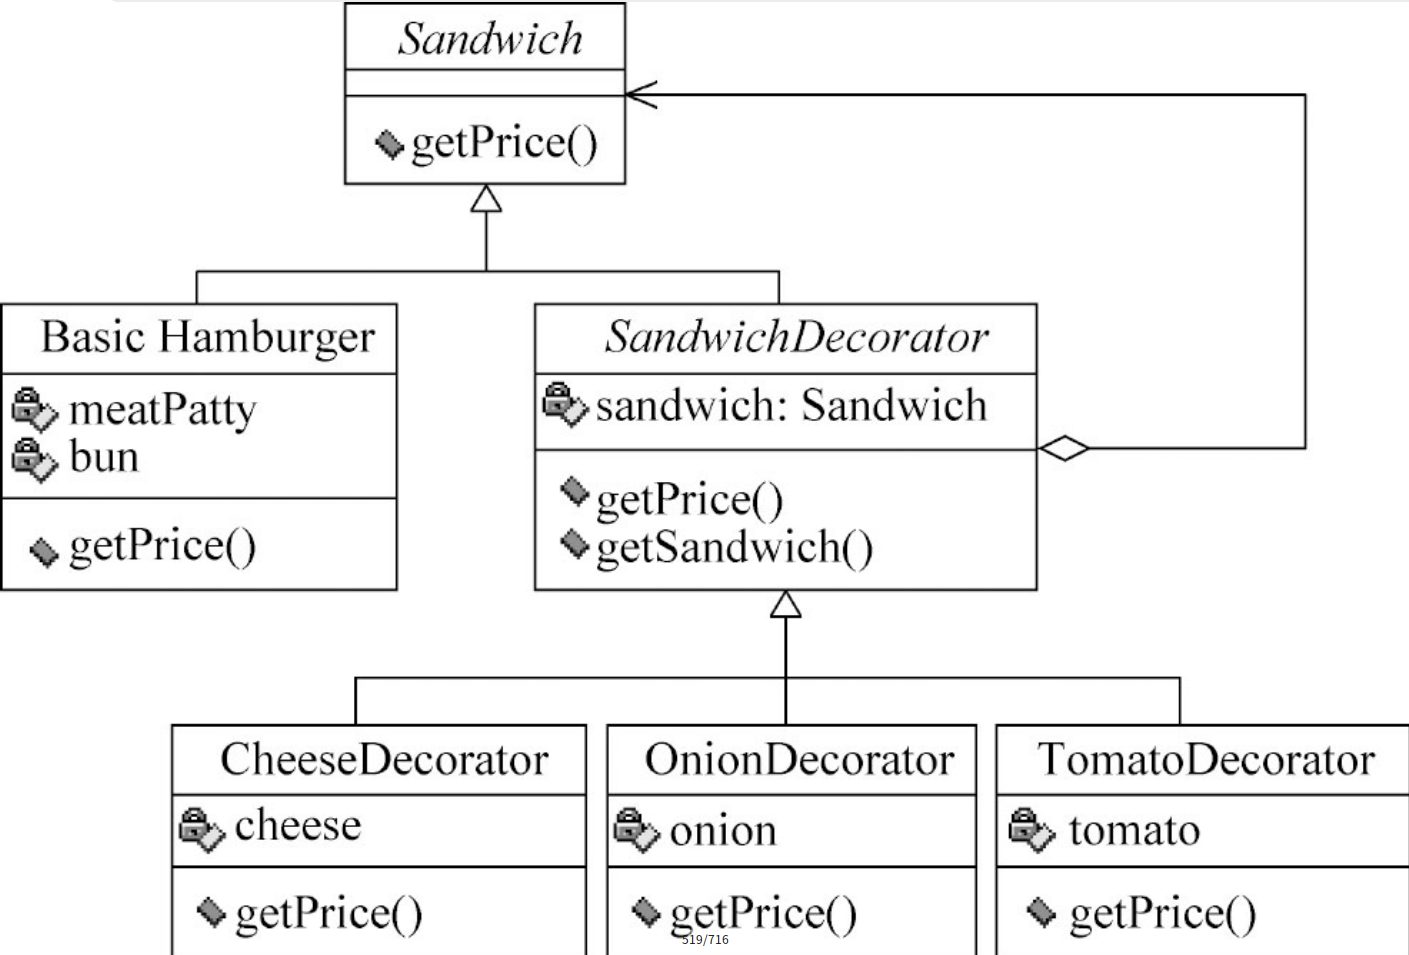 Sandwich
getPrice()
Basic Hamburger
meatPatty
bun
getPrice()
SandwichDecorator
sandwich: Sandwich
getPrice()
getSandwich()
CheeseDecorator
cheese
getPrice()
OnionDecorator
onion
getPrice()
TomatoDecorator
tomato
getPrice()
519/716